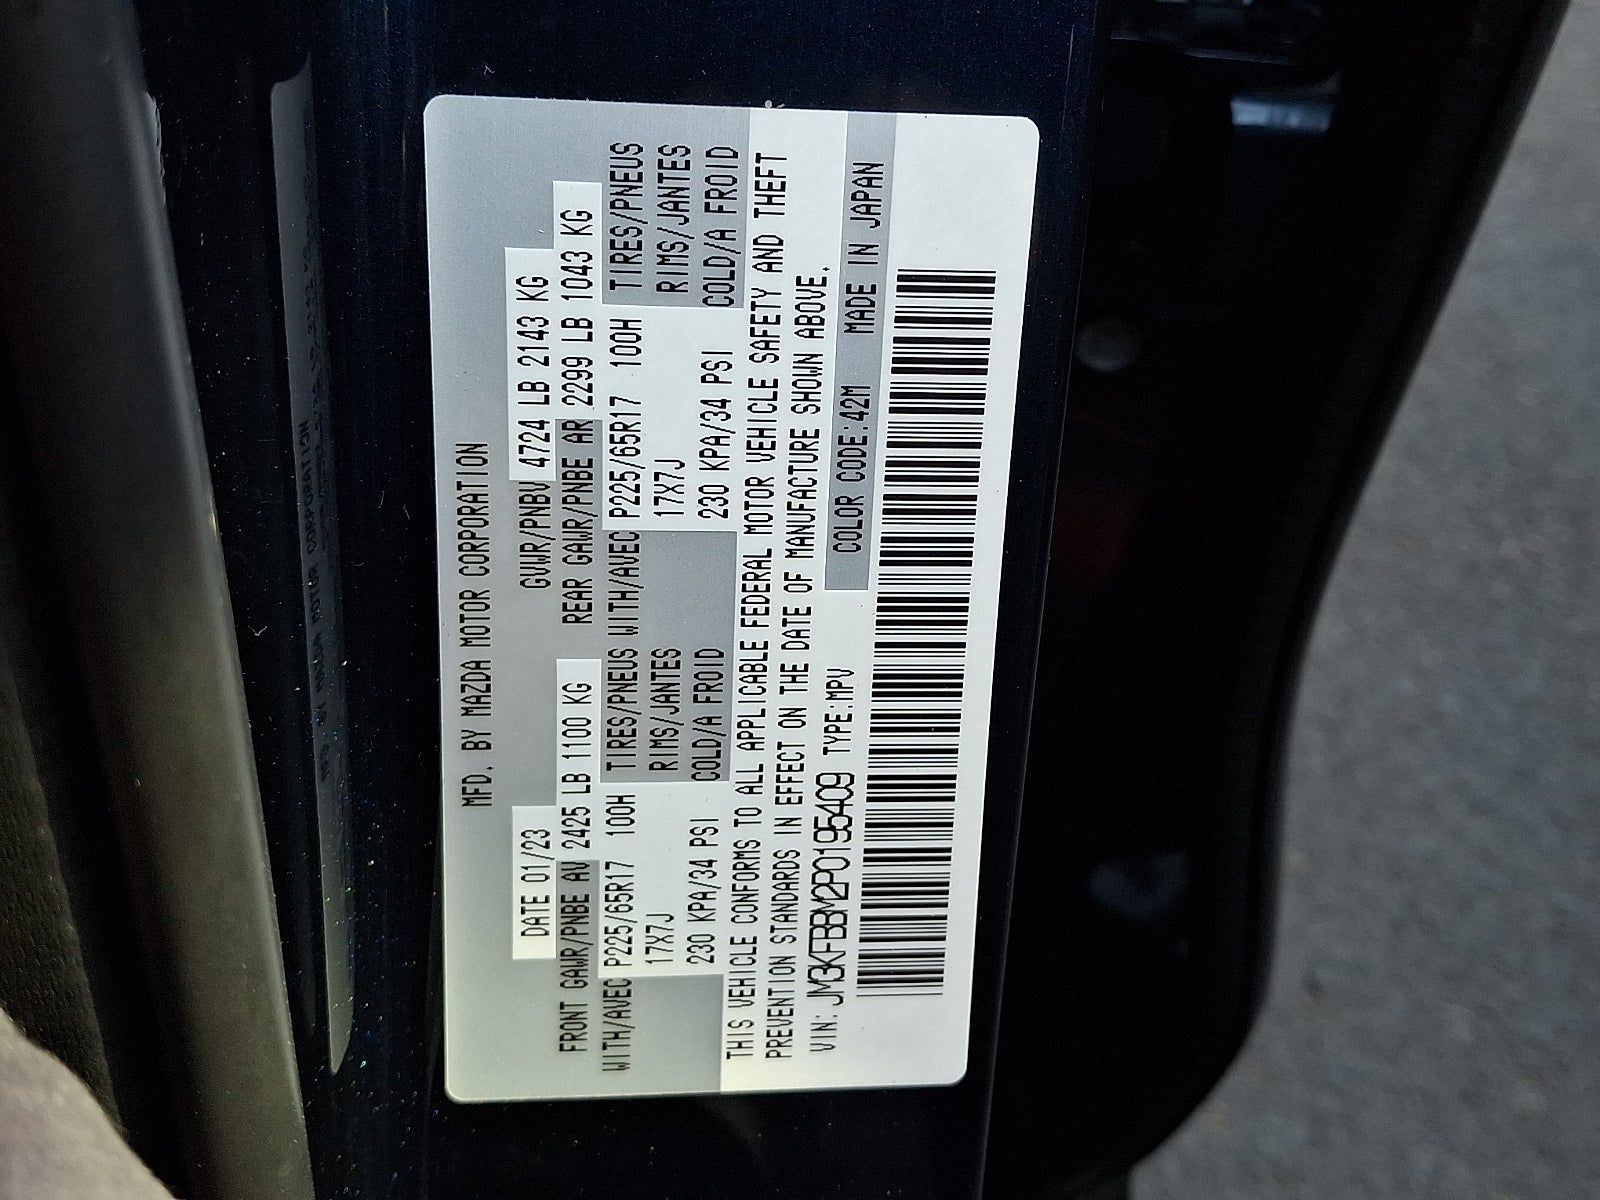 MFD. BY MAZDA MOTOR CORPORATION
DATE 01/23 GVWR/PNBV 4724 LB 2143 KG
FRONT GAWR/PNBE AV 2425 LB 1100 KG REAR GAWR/PNBE AR 2299 LB 1043 KG
WITH/AVEC P225/65R17 100H TIRES/PNEUS WITH/AVEC P225/65R17 100H TIRES/PNEUS
17X7J RIMS/JANTES 17X7J RIMS/JANTES
230 KPA/34 PSI COLD/A FROID 230 KPA/34 PSI COLD/A FROID
THIS VEHICLE CONFORMS TO ALL APPLICABLE FEDERAL MOTOR VEHICLE SAFETY AND THEFT
PREVENTION STANDARDS IN EFFECT ON THE DATE OF MANUFACTURE SHOWN ABOVE.
VIN: JM3KFBBM2P0195409 TYPE:MPV COLOR CODE:42M MADE IN JAPAN